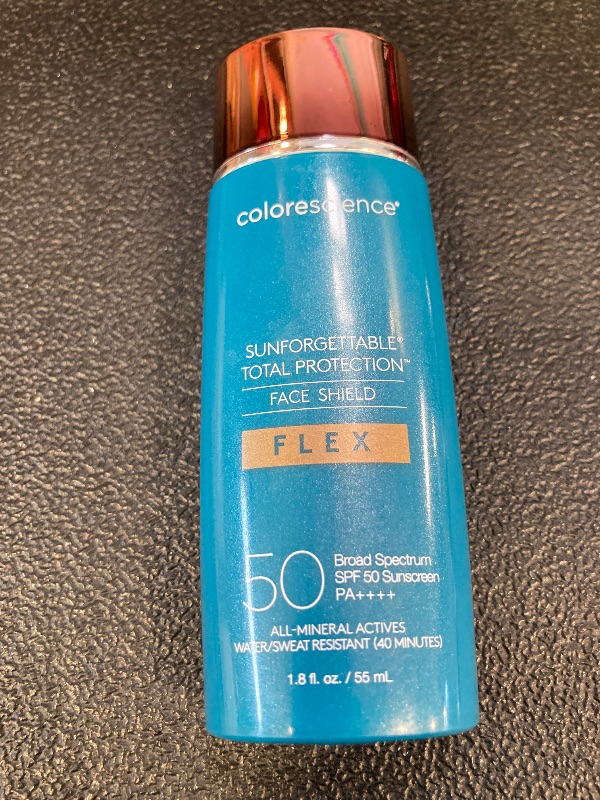 colorescience®
SUNFORGETTABLE®
TOTAL PROTECTION™
FACE SHIELD
FLEX
50
Broad Spectrum
SPF 50 Sunscreen
PA++++
ALL-MINERAL ACTIVES
WATER/SWEAT RESISTANT (40 MINUTES)
1.8 fl. oz. / 55 mL